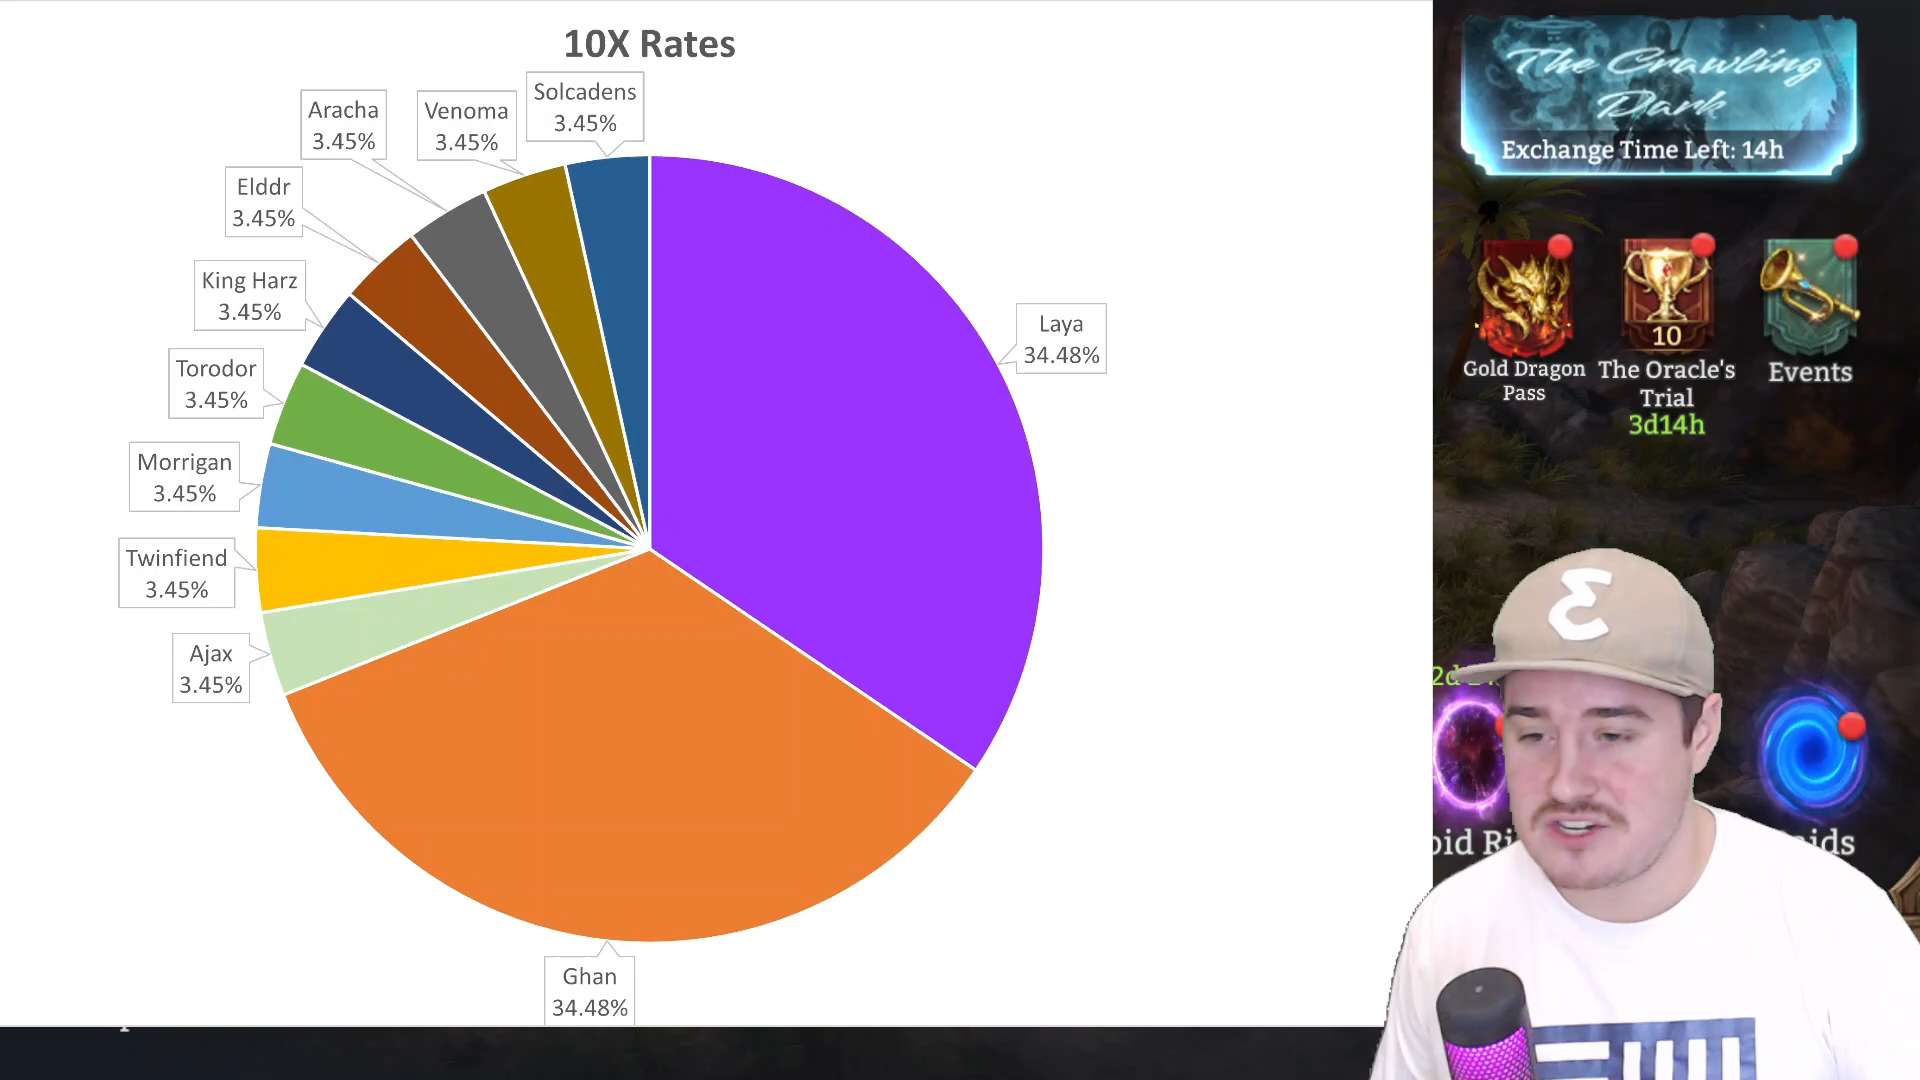 10X Rates
Solcadens
3.45%
Venoma
3.45%
Aracha
3.45%
Elddr
3.45%
King Harz
3.45%
Torodor
3.45%
Morrigan
3.45%
Twinfiend
3.45%
Ajax
3.45%
Laya
34.48%
Ghan
34.48%
The Crawling
Dark
Exchange Time Left: 14h
Gold Dragon
Pass
10
The Oracle's
Trial
3d14h
Events